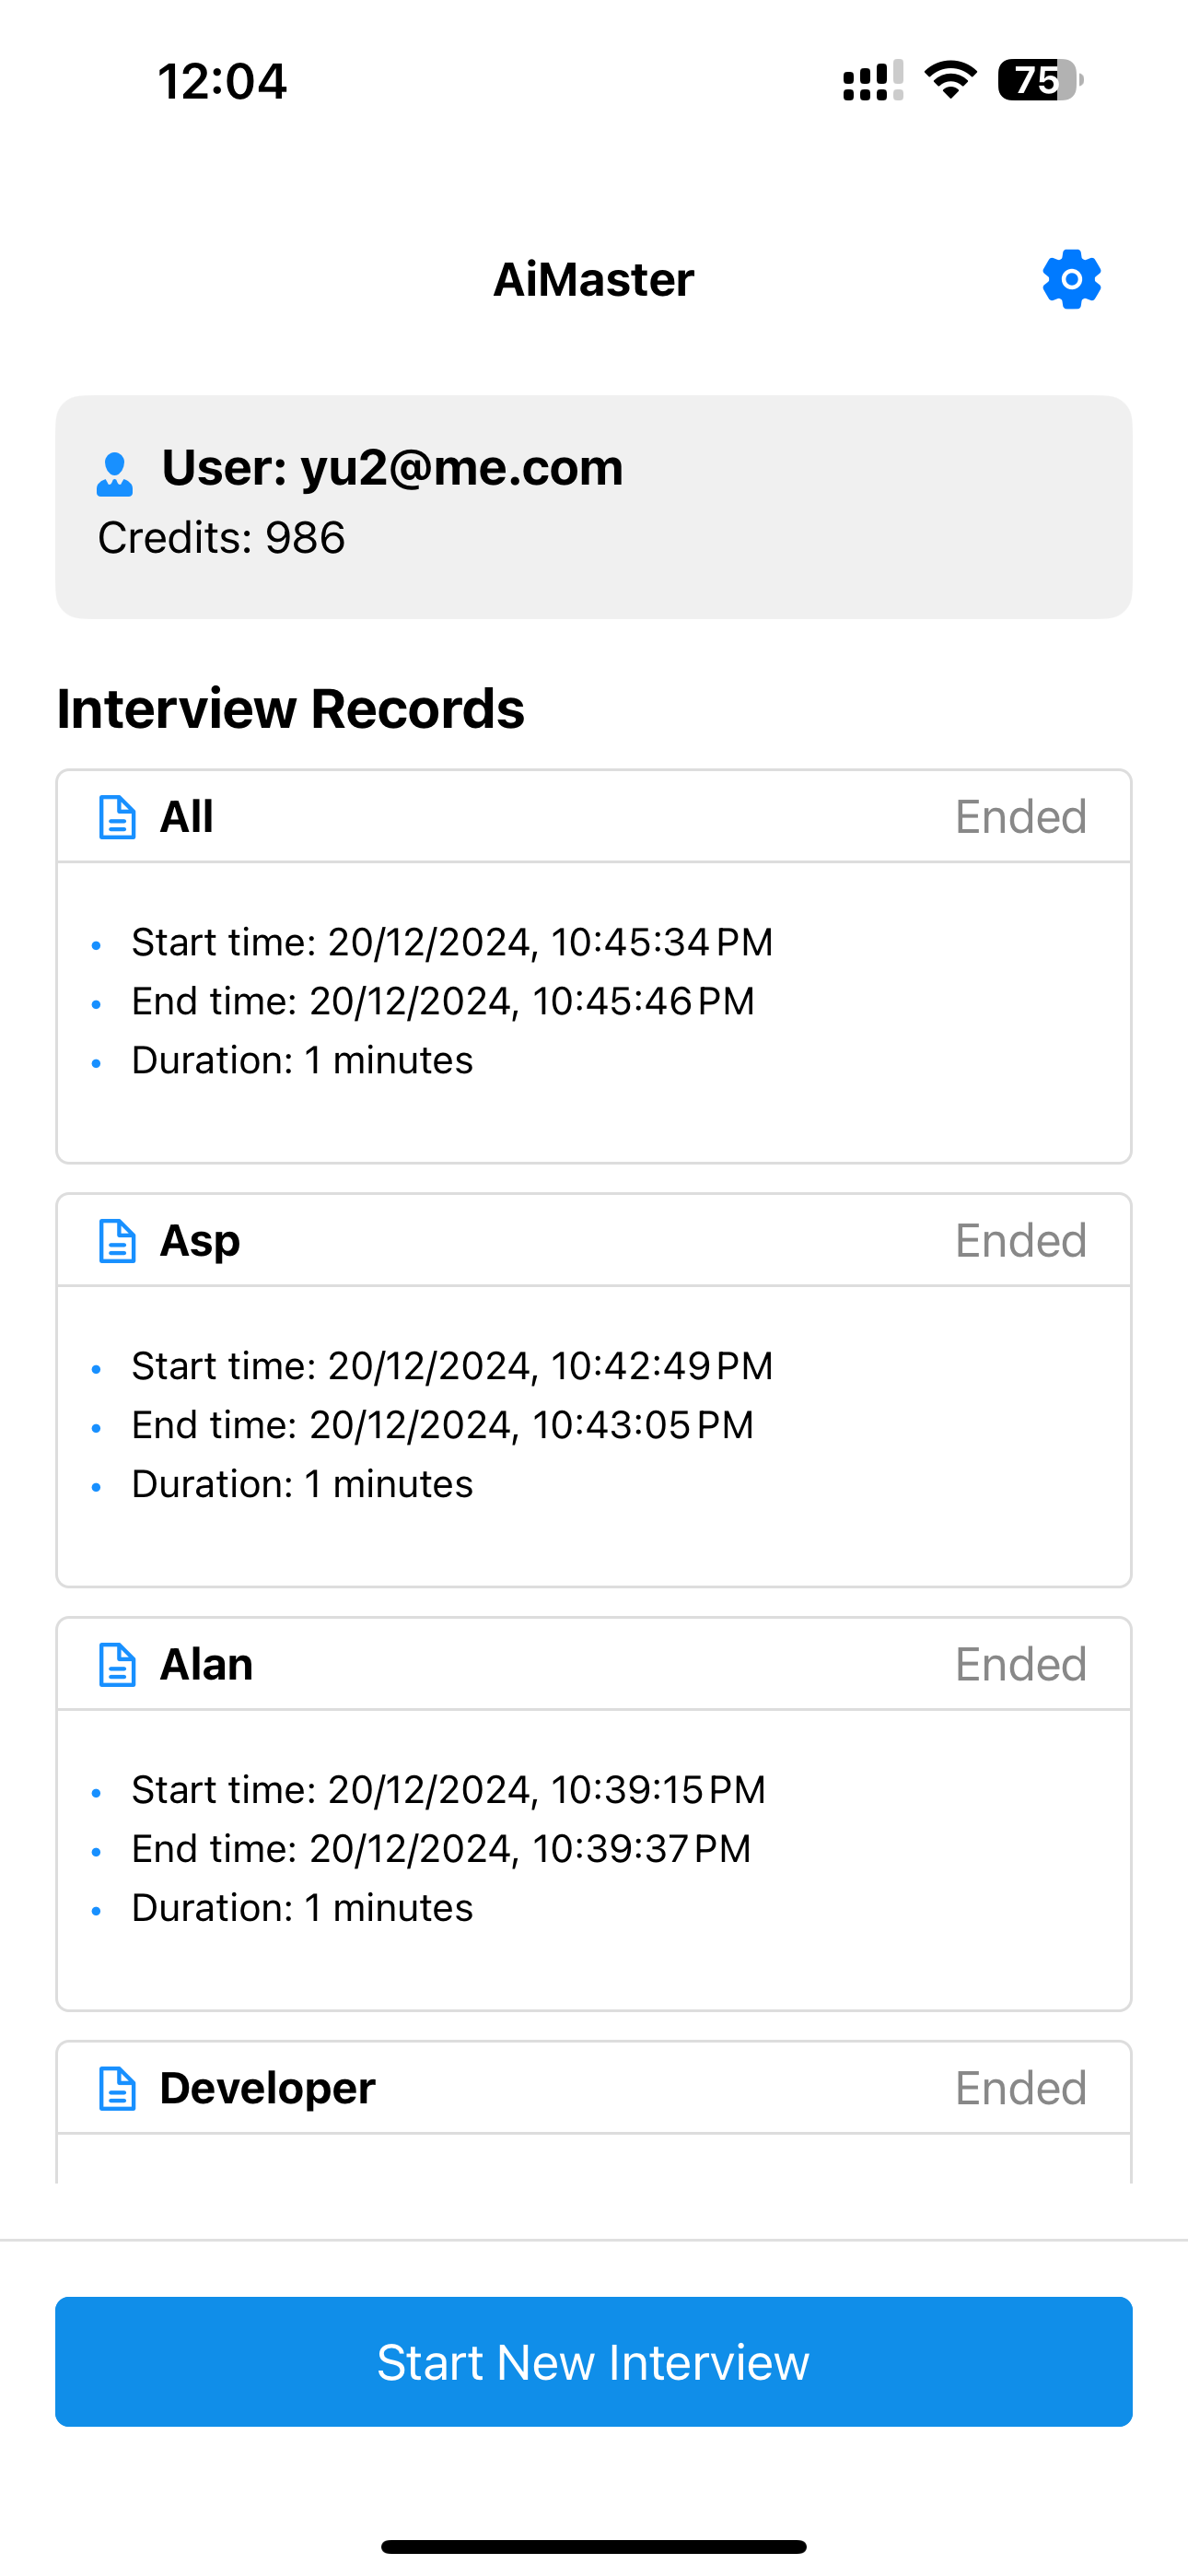 12:04
75
AiMaster
User: yu2@me.com
Credits: 986
Interview Records
All Ended
Start time: 20/12/2024, 10:45:34 PM
End time: 20/12/2024, 10:45:46 PM
Duration: 1 minutes
Asp Ended
Start time: 20/12/2024, 10:42:49 PM
End time: 20/12/2024, 10:43:05 PM
Duration: 1 minutes
Alan Ended
Start time: 20/12/2024, 10:39:15 PM
End time: 20/12/2024, 10:39:37 PM
Duration: 1 minutes
Developer Ended
Start New Interview